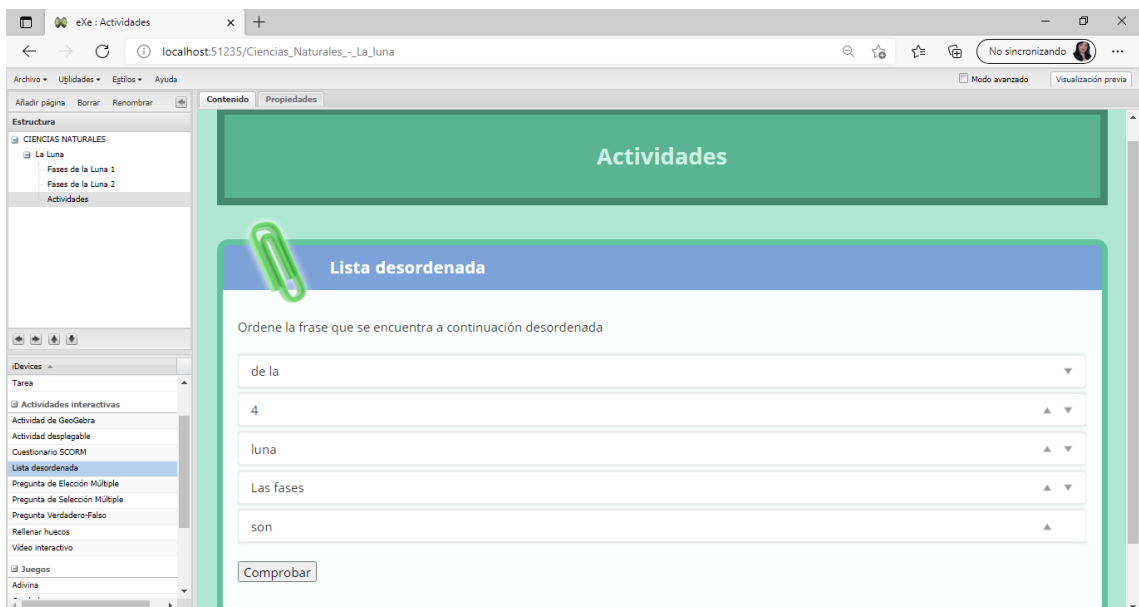 eXe : Actividades
localhost:51235/Ciencias_Naturales_-_La_luna
No sincronizando
Archivo Utilidades Estilos Ayuda
Modo avanzado
Visualización previa
Añadir página Borrar Renombrar
Contenido Propiedades
Estructura
CIENCIAS NATURALES
La Luna
Fases de la Luna 1
Fases de la Luna 2
Actividades
iDevices
Tarea
Actividades interactivas
Actividad de GeoGebra
Actividad desplegable
Cuestionario SCORM
Lista desordenada
Pregunta de Elección Múltiple
Pregunta de Selección Múltiple
Pregunta Verdadero-Falso
Rellenar huecos
Vídeo interactivo
Juegos
Adivina
Actividades
Lista desordenada
Ordene la frase que se encuentra a continuación desordenada
de la
4
luna
Las fases
son
Comprobar